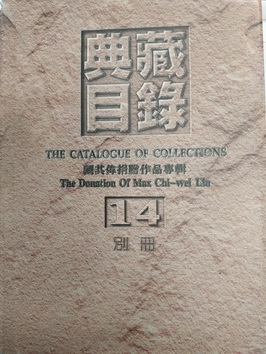 典藏
目錄
THE CATALOGUE OF COLLECTIONS
劉其偉捐贈作品專輯
The Donation Of Max Chi-wei Liu
14
別冊